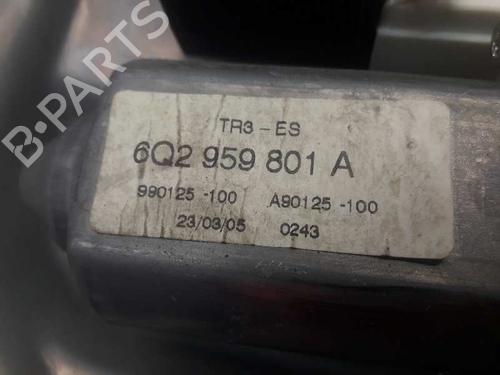 TR3 - ES
6Q2 959 801 A
990125 -100 A90125 -100
23/03/05 0243
B-PARTS